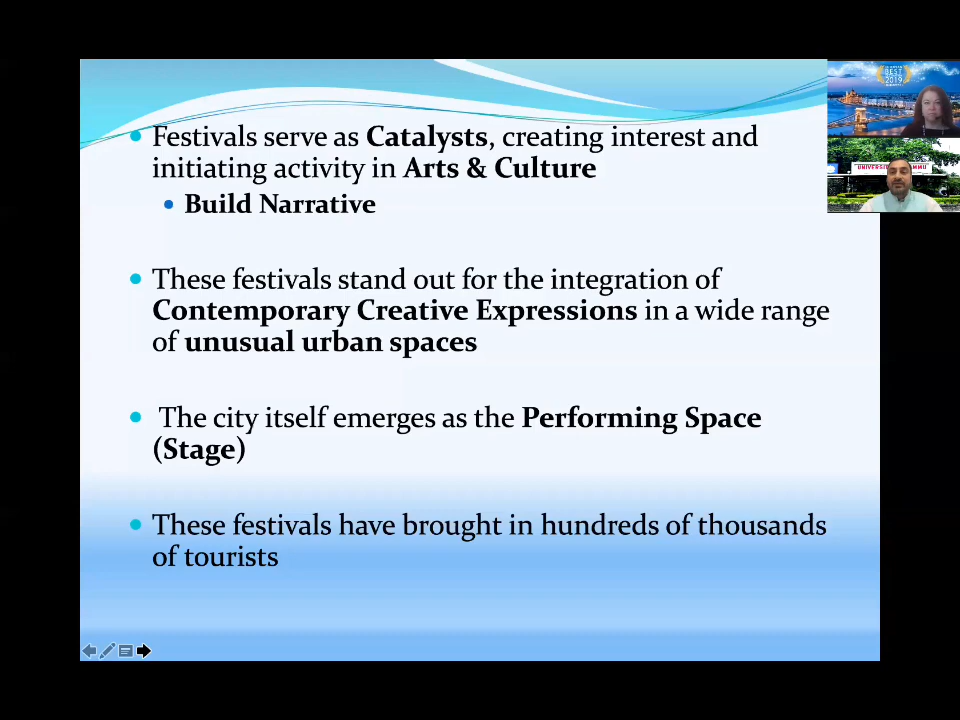 Festivals serve as Catalysts, creating interest and
initiating activity in Arts & Culture
Build Narrative
These festivals stand out for the integration of
Contemporary Creative Expressions in a wide range
of unusual urban spaces
The city itself emerges as the Performing Space
(Stage)
These festivals have brought in hundreds of thousands
of tourists
BEST
2019